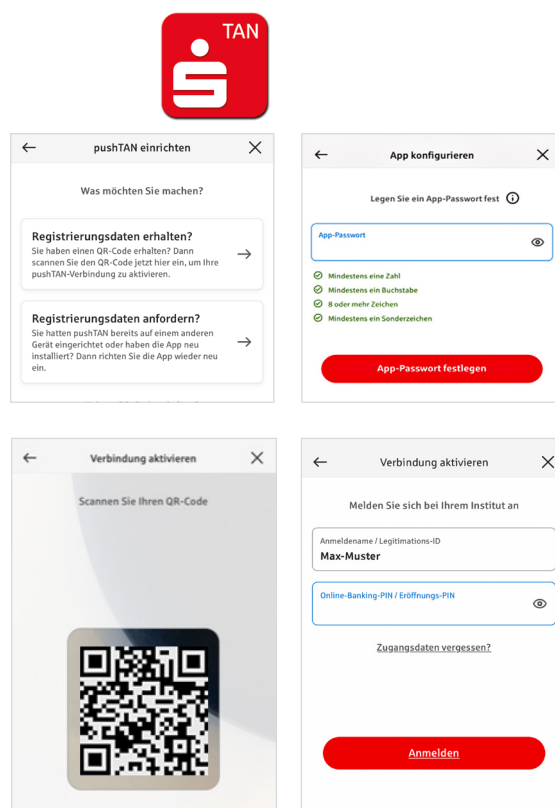 TAN
pushTAN einrichten
Was möchten Sie machen?
Registrierungsdaten erhalten?
Sie haben einen QR-Code erhalten? Dann
scannen Sie den QR-Code jetzt hier ein, um Ihre
pushTAN-Verbindung zu aktivieren.
Registrierungsdaten anfordern?
Sie hatten pushTAN bereits auf einem anderen
Gerät eingerichtet oder haben die App neu
installiert? Dann richten Sie die App wieder neu
ein.
App konfigurieren
Legen Sie ein App-Passwort fest
App-Passwort
Mindestens eine Zahl
Mindestens ein Buchstabe
8 oder mehr Zeichen
Mindestens ein Sonderzeichen
App-Passwort festlegen
Verbindung aktivieren
Scannen Sie Ihren QR-Code
Verbindung aktivieren
Melden Sie sich bei Ihrem Institut an
Anmeldename / Legitimations-ID
Max-Muster
Online-Banking-PIN / Eröffnungs-PIN
Zugangsdaten vergessen?
Anmelden